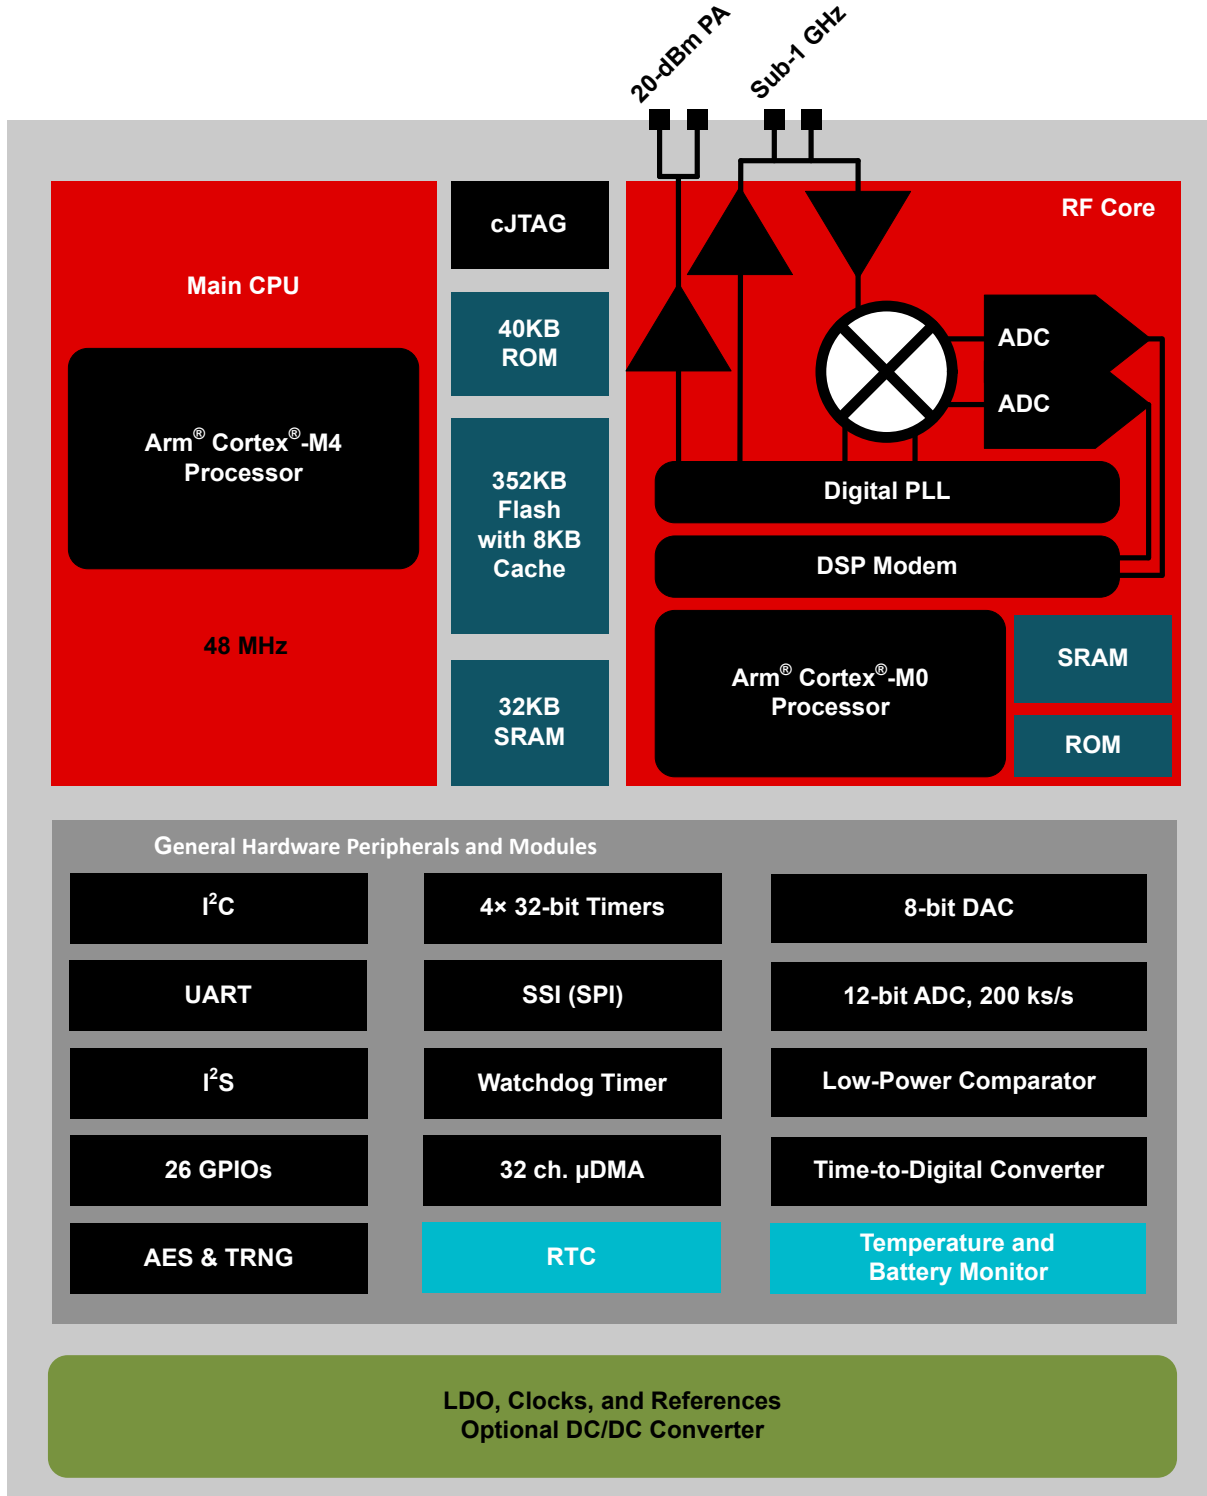 20-dBm PA
Sub-1 GHz
Main CPU
Arm® Cortex®-M4
Processor
48 MHz
cJTAG
40KB
ROM
352KB
Flash
with 8KB
Cache
32KB
SRAM
RF Core
ADC
ADC
Digital PLL
DSP Modem
Arm® Cortex®-M0
Processor
SRAM
ROM
General Hardware Peripherals and Modules
I²C
4× 32-bit Timers
8-bit DAC
UART
SSI (SPI)
12-bit ADC, 200 ks/s
I²S
Watchdog Timer
Low-Power Comparator
26 GPIOs
32 ch. µDMA
Time-to-Digital Converter
AES & TRNG
RTC
Temperature and
Battery Monitor
LDO, Clocks, and References
Optional DC/DC Converter